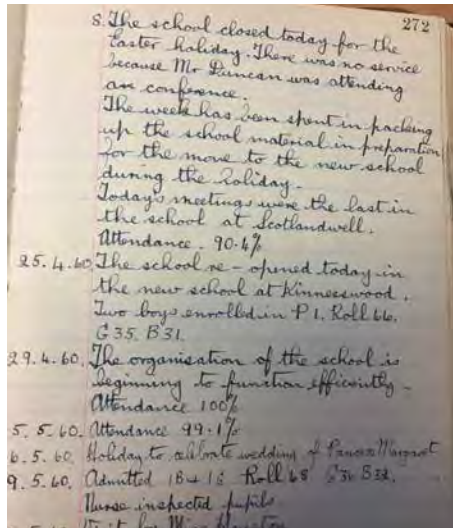 272
8. The school closed today for the
Easter holiday. There was no service
because Mr Duncan was attending
an conference.
The week has been spent in packing
up the school material in preparation
for the move to the new school
during the holiday.
Today's meetings were the last in
the school at Scotlandwell.
Attendance. 90.4%
25.4.60. The school re-opened today in
the new school at Kinnesswood.
Two boys enrolled in P1. Roll 66.
G35. B31.
29.4.60. The organisation of the school is
beginning to function efficiently -
Attendance 100%
5.5.60. Attendance 99.1%
6.5.60. Holiday to celebrate wedding of Princess Margaret
9.5.60. Admitted 1B + 1G Roll 68 G36 B32.
Nurse inspected pupils.